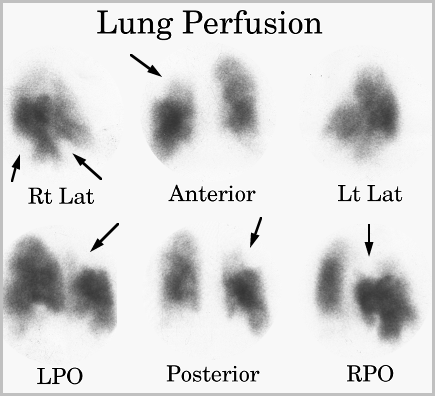 Lung Perfusion
Rt Lat
Anterior
Lt Lat
LPO
Posterior
RPO